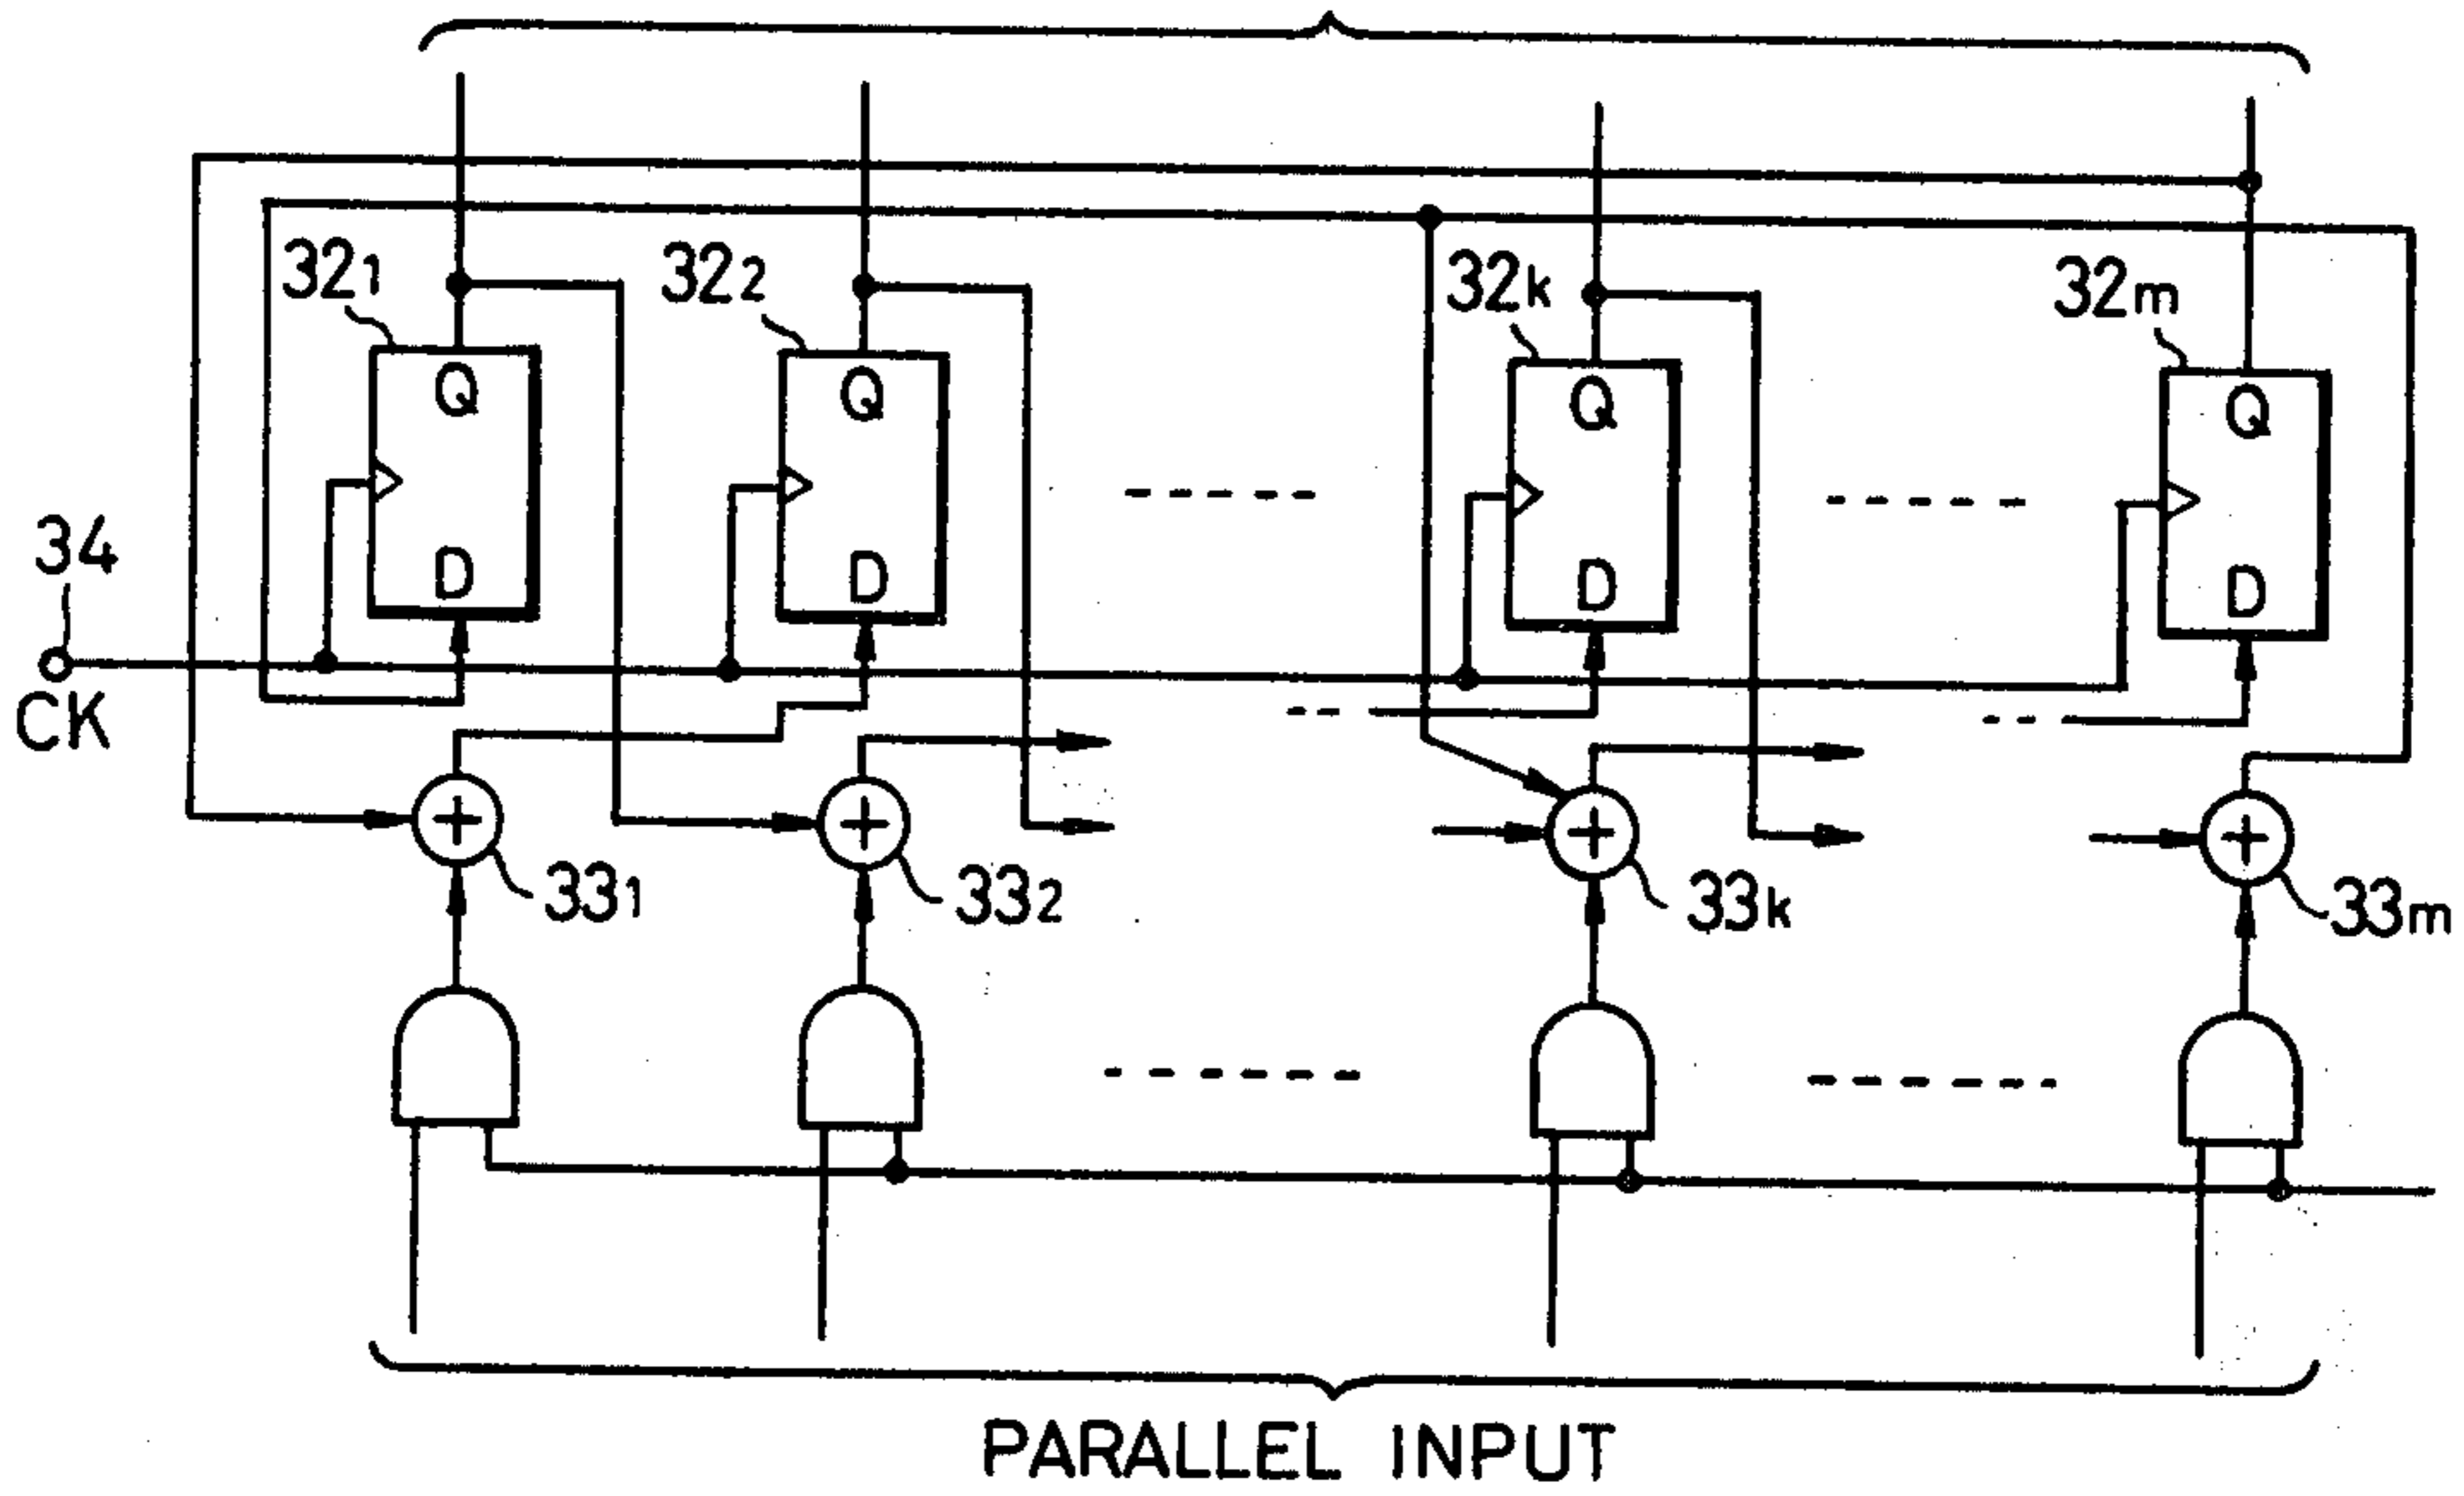 32₁ 32₂ 32k 32m
Q Q Q Q
34
D D D D
CK
+ + + +
33₁ 33₂ 33k 33m
PARALLEL INPUT